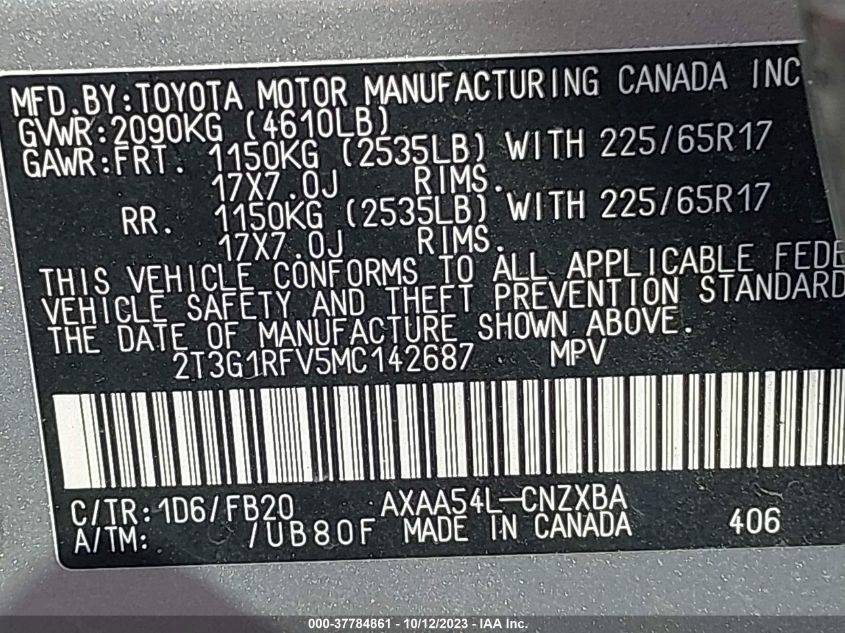 MFD.BY:TOYOTA MOTOR MANUFACTURING CANADA INC.
GVWR:2090KG (4610LB)
GAWR:FRT. 1150KG (2535LB) WITH 225/65R17
17X7.0J RIMS.
RR. 1150KG (2535LB) WITH 225/65R17
17X7.0J RIMS.
THIS VEHICLE CONFORMS TO ALL APPLICABLE FEDE
VEHICLE SAFETY AND THEFT PREVENTION STANDARD
THE DATE OF MANUFACTURE SHOWN ABOVE.
2T3G1RFV5MC142687 MPV
C/TR:1D6/FB20 AXAA54L-CNZXBA
A/TM: /UB80F MADE IN CANADA 406
000-37784861 - 10/12/2023 - IAA Inc.